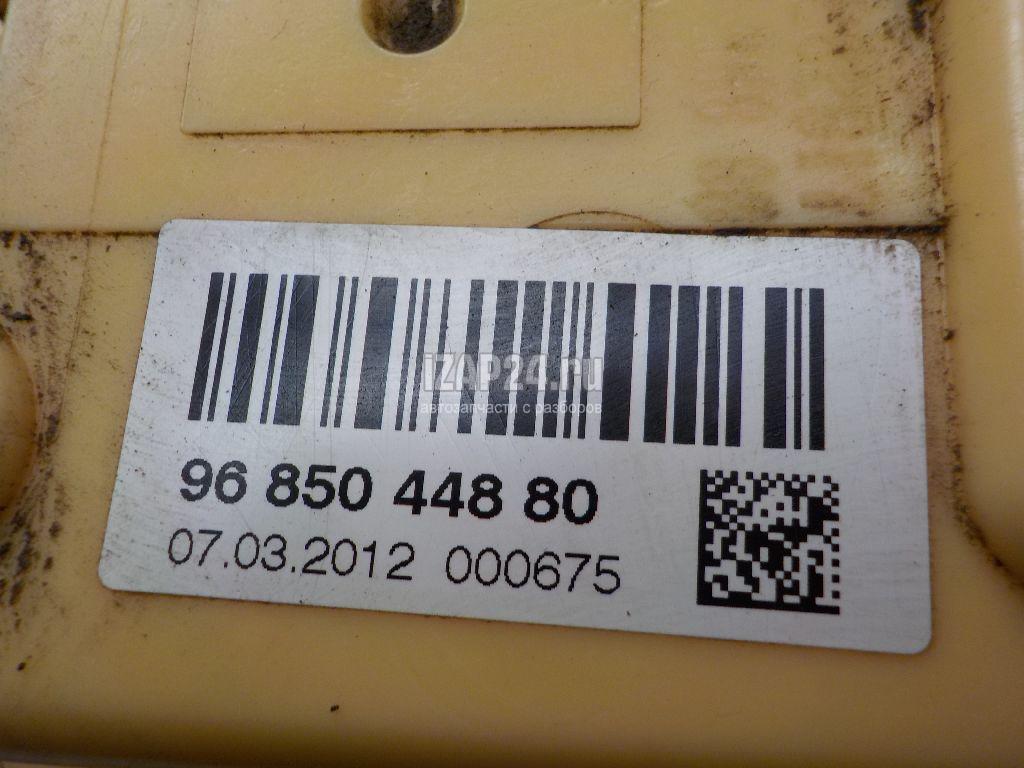 iZAP24.ru
автозапчасти с разборов
96 850 448 80
07.03.2012 000675